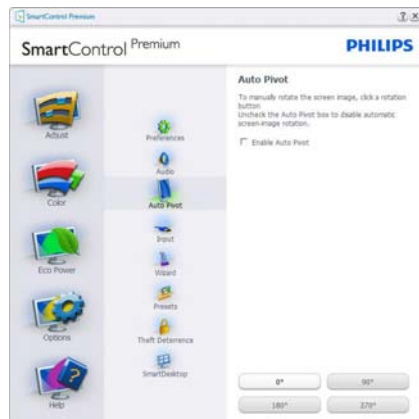 SmartControl Premium
SmartControl Premium
PHILIPS
Adjust
Color
Eco Power
Options
Help
Preferences
Audio
Auto Pivot
Input
Wizard
Presets
Theft Deterrence
SmartDesktop
Auto Pivot
To manually rotate the screen image, click a rotation
button
Uncheck the Auto Pivot box to disable automatic
screen-image rotation.
Enable Auto Pivot
0°
90°
180°
270°